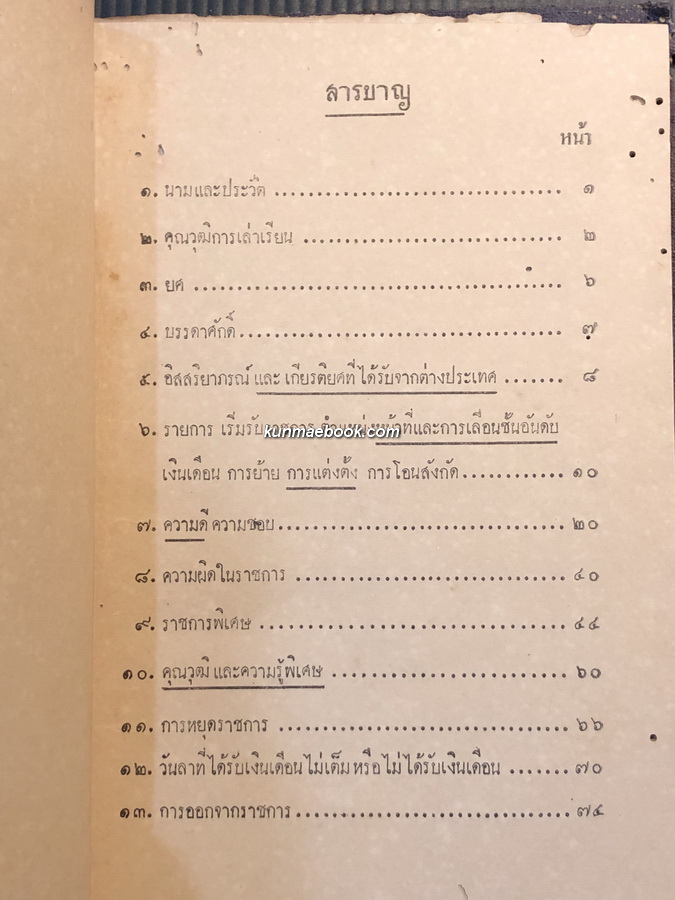 สารบาญ
หน้า
๑. นามและประวัติ ................................. ๑
๒. คุณวุฒิการเล่าเรียน .............................. ๒
๓. ยศ .......................................... ๖
๔. บรรดาศักดิ์..................................... ๗
๕. อิสสริยาภรณ์ และ เกียรติยศที่ได้รับจากต่างประเทศ ....... ๘
๖. รายการ เริ่มรับราชการ หน้าที่และการเลื่อนชั้นอันดับ
kunmaebook.com
เงินเดือน การย้าย การแต่งตั้ง การโอนสังกัด............. ๑๐
๗. ความดี ความชอบ................................. ๒๐
๘. ความผิดในราชการ ............................... ๔๐
๙. ราชการพิเศษ ................................... ๔๔
๑๐. คุณวุฒิ และความรู้พิเศษ ........................... ๖๐
๑๑. การหยุดราชการ ................................. ๖๖
๑๒. วันลาที่ได้รับเงินเดือนไม่เต็มหรือไม่ได้รับเงินเดือน ....... ๗๐
๑๓. การออกจากราชการ............................... ๗๔